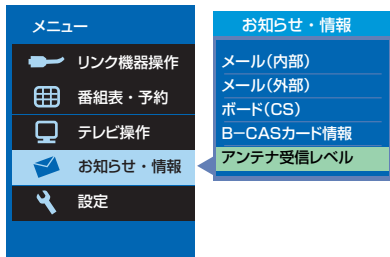 メニュー
リンク機器操作
番組表・予約
テレビ操作
お知らせ・情報
設定
お知らせ・情報
メール(内部)
メール(外部)
ボード(CS)
B−CASカード情報
アンテナ受信レベル